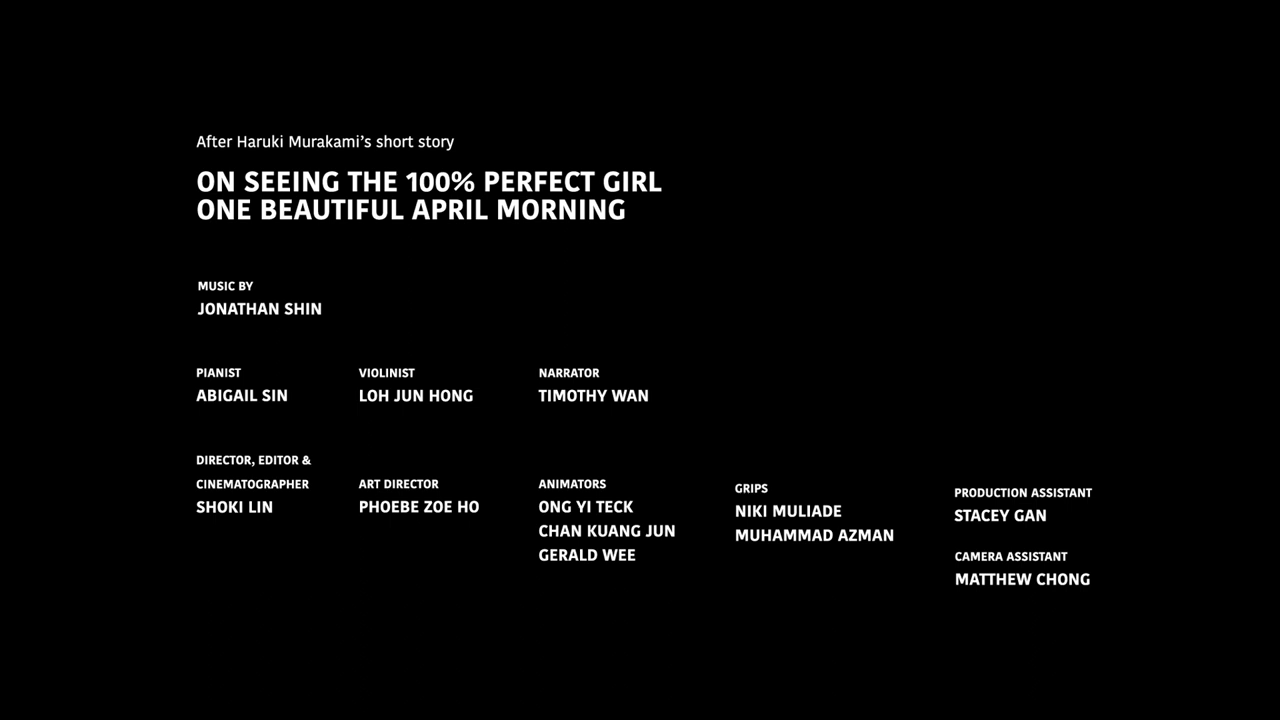 After Haruki Murakami’s short story
ON SEEING THE 100% PERFECT GIRL
ONE BEAUTIFUL APRIL MORNING
MUSIC BY
JONATHAN SHIN
PIANIST
ABIGAIL SIN
VIOLINIST
LOH JUN HONG
NARRATOR
TIMOTHY WAN
DIRECTOR, EDITOR &
CINEMATOGRAPHER
SHOKI LIN
ART DIRECTOR
PHOEBE ZOE HO
ANIMATORS
ONG YI TECK
CHAN KUANG JUN
GERALD WEE
GRIPS
NIKI MULIADE
MUHAMMAD AZMAN
PRODUCTION ASSISTANT
STACEY GAN
CAMERA ASSISTANT
MATTHEW CHONG